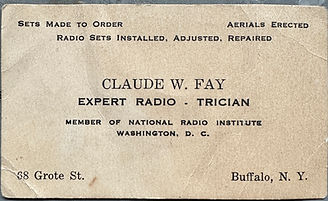 Sets Made to Order Aerials Erected
Radio Sets Installed, Adjusted, Repaired
CLAUDE W. FAY
EXPERT RADIO - TRICIAN
MEMBER OF NATIONAL RADIO INSTITUTE
WASHINGTON, D. C.
68 Grote St. Buffalo, N. Y.